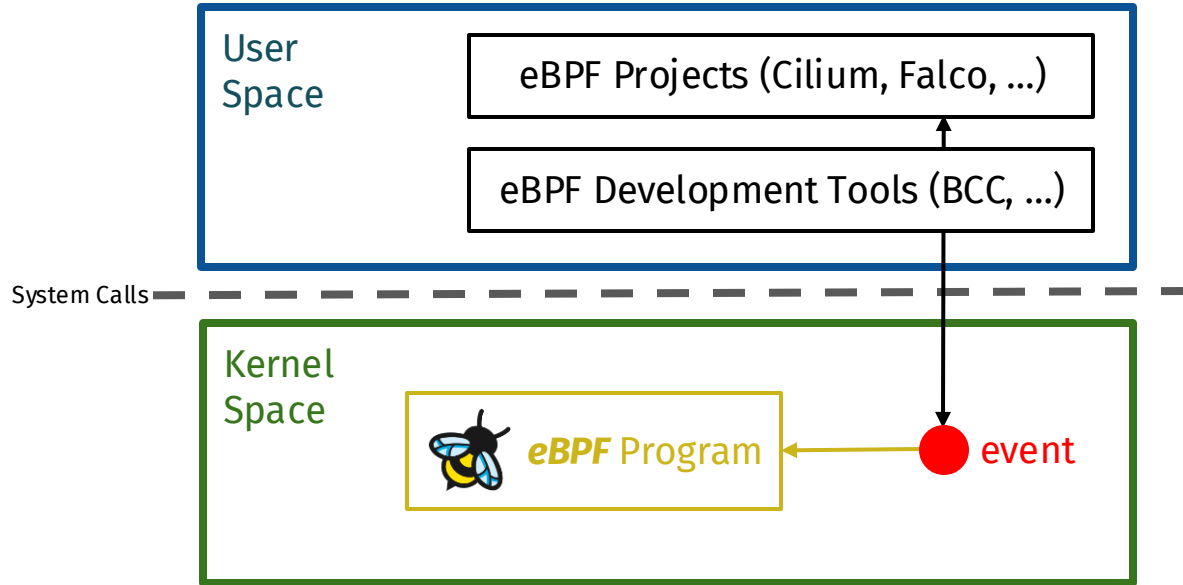 User
Space
eBPF Projects (Cilium, Falco, ...)
eBPF Development Tools (BCC, ...)
System Calls
Kernel
Space
eBPF Program
event